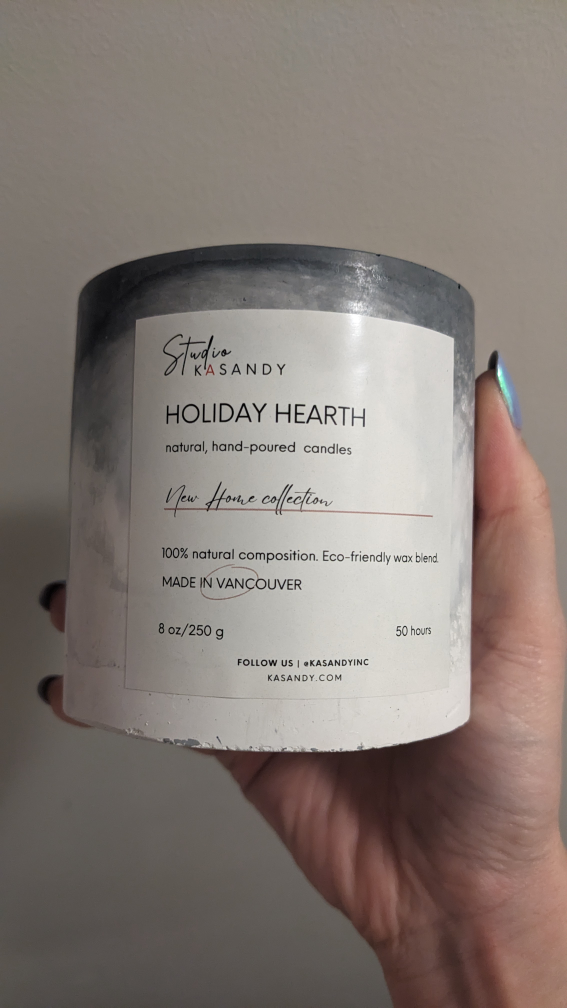 Studio
KASANDY
HOLIDAY HEARTH
natural, hand-poured candles
New Home collection
100% natural composition. Eco-friendly wax blend.
MADE IN VANCOUVER
8 oz/250 g 50 hours
FOLLOW US | @KASANDYINC
KASANDY.COM